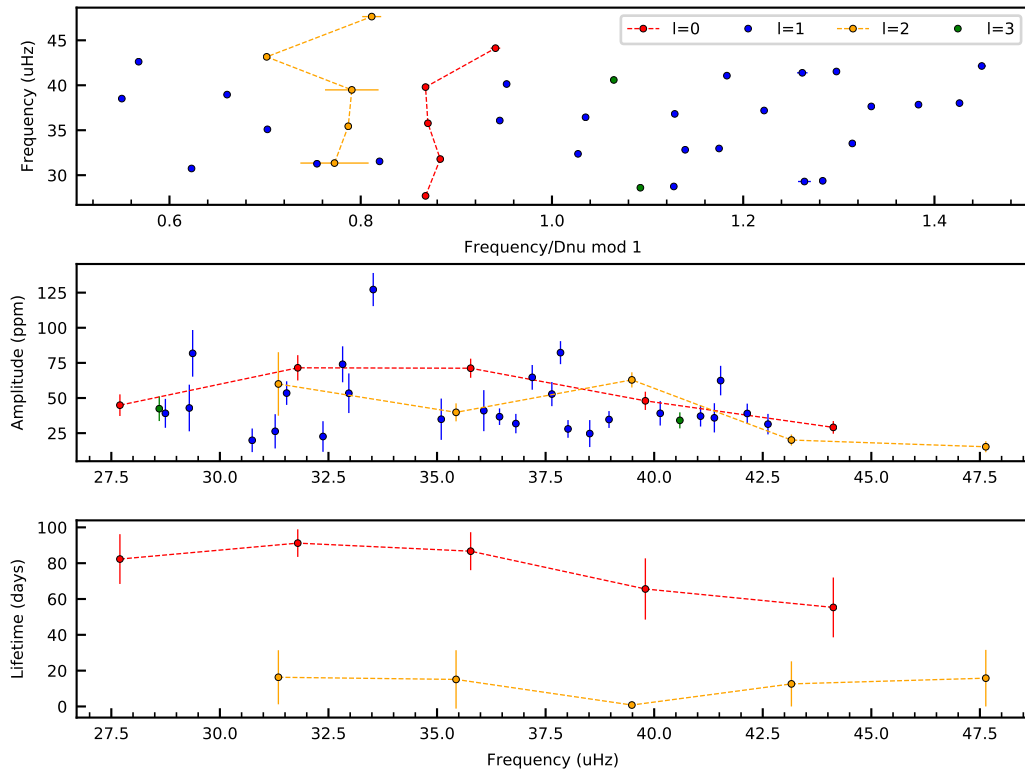 l=0 l=1 l=2 l=3
Frequency (uHz)
45
40
35
30
0.6 0.8 1.0 1.2 1.4
Frequency/Dnu mod 1
Amplitude (ppm)
125
100
75
50
25
27.5 30.0 32.5 35.0 37.5 40.0 42.5 45.0 47.5
Lifetime (days)
100
80
60
40
20
0
27.5 30.0 32.5 35.0 37.5 40.0 42.5 45.0 47.5
Frequency (uHz)